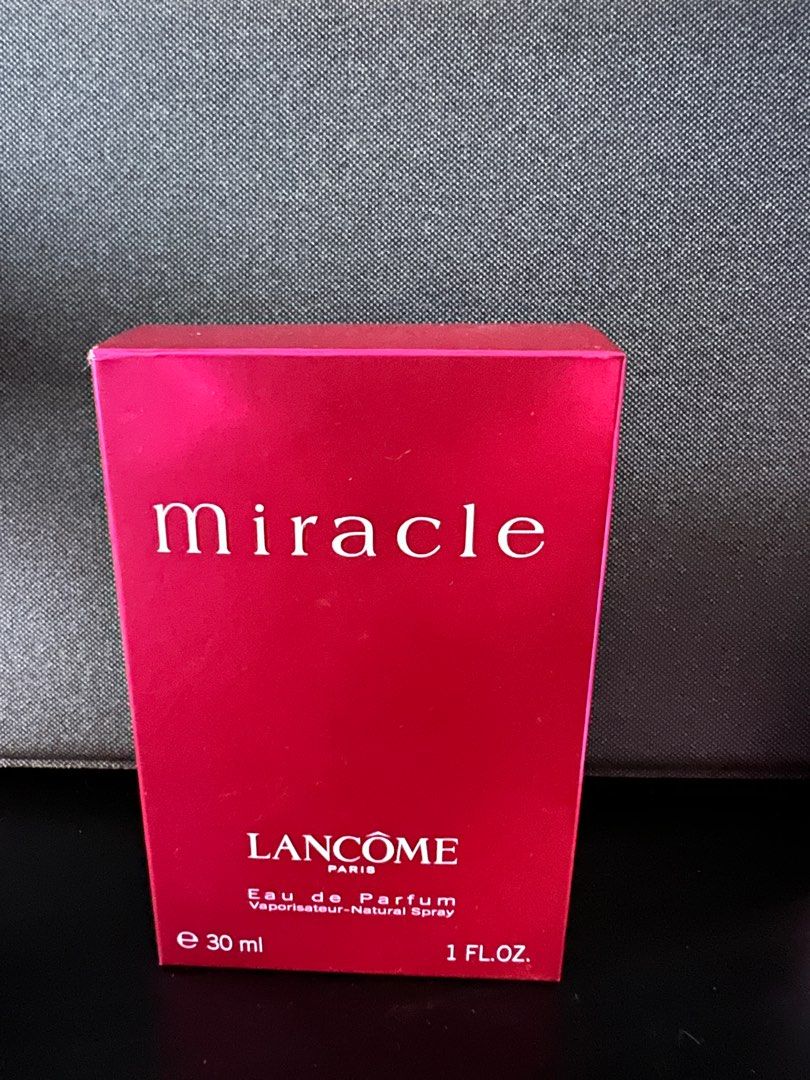 miracle
LANCÔME
PARIS
Eau de Parfum
Vaporisateur-Natural Spray
℮ 30 ml
1 FL.OZ.